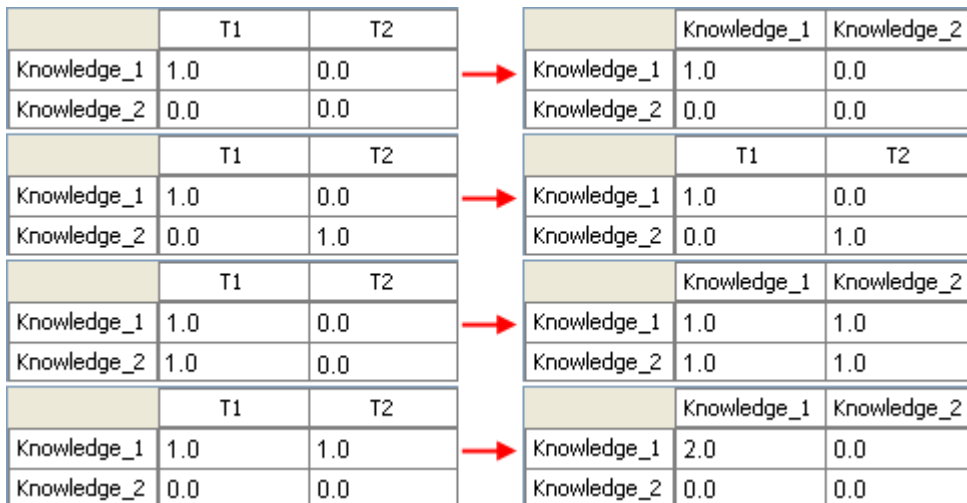 T1 T2 Knowledge_1 Knowledge_2
Knowledge_1 1.0 0.0 Knowledge_1 1.0 0.0
Knowledge_2 0.0 0.0 Knowledge_2 0.0 0.0
T1 T2 T1 T2
Knowledge_1 1.0 0.0 Knowledge_1 1.0 0.0
Knowledge_2 0.0 1.0 Knowledge_2 0.0 1.0
T1 T2 Knowledge_1 Knowledge_2
Knowledge_1 1.0 0.0 Knowledge_1 1.0 1.0
Knowledge_2 1.0 0.0 Knowledge_2 1.0 1.0
T1 T2 Knowledge_1 Knowledge_2
Knowledge_1 1.0 1.0 Knowledge_1 2.0 0.0
Knowledge_2 0.0 0.0 Knowledge_2 0.0 0.0